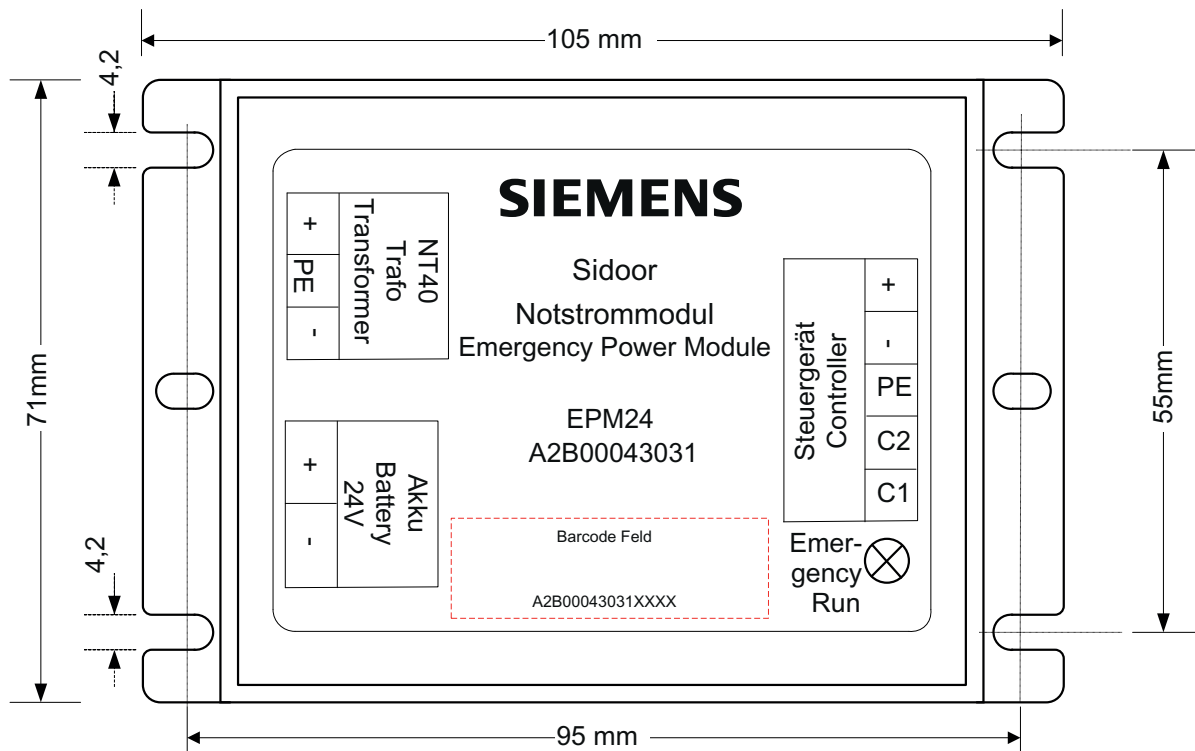 105 mm
4,2
71mm
4,2
SIEMENS
Sidoor
Notstrommodul
Emergency Power Module
EPM24
A2B00043031
NT40
Trafo
Transformer
+
PE
-
Akku
Battery
24V
+
-
Steuergerät
Controller
+
-
PE
C2
C1
Emer-
gency
Run
Barcode Feld
A2B00043031XXXX
55mm
95 mm